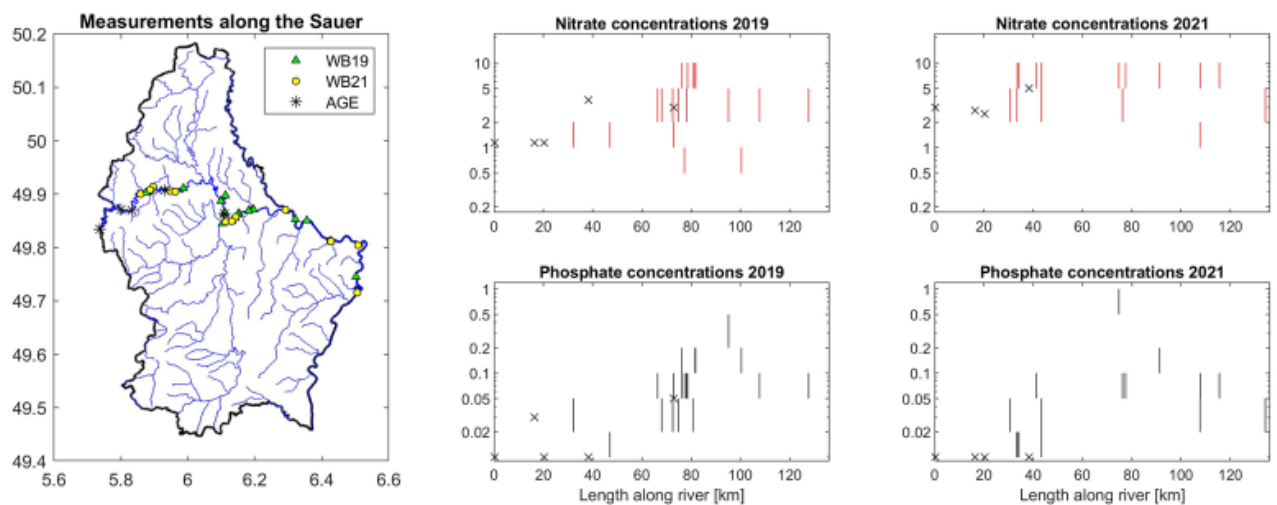 Measurements along the Sauer
50.2
50.1
50
49.9
49.8
49.7
49.6
49.5
49.4
5.6 5.8 6 6.2 6.4 6.6
WB19
WB21
AGE
Nitrate concentrations 2019
10
5
2
1
0.5
0.2
0 20 40 60 80 100 120
Nitrate concentrations 2021
10
5
2
1
0.5
0.2
0 20 40 60 80 100 120
Phosphate concentrations 2019
1
0.5
0.2
0.1
0.05
0.02
0 20 40 60 80 100 120
Length along river [km]
Phosphate concentrations 2021
1
0.5
0.2
0.1
0.05
0.02
0 20 40 60 80 100 120
Length along river [km]